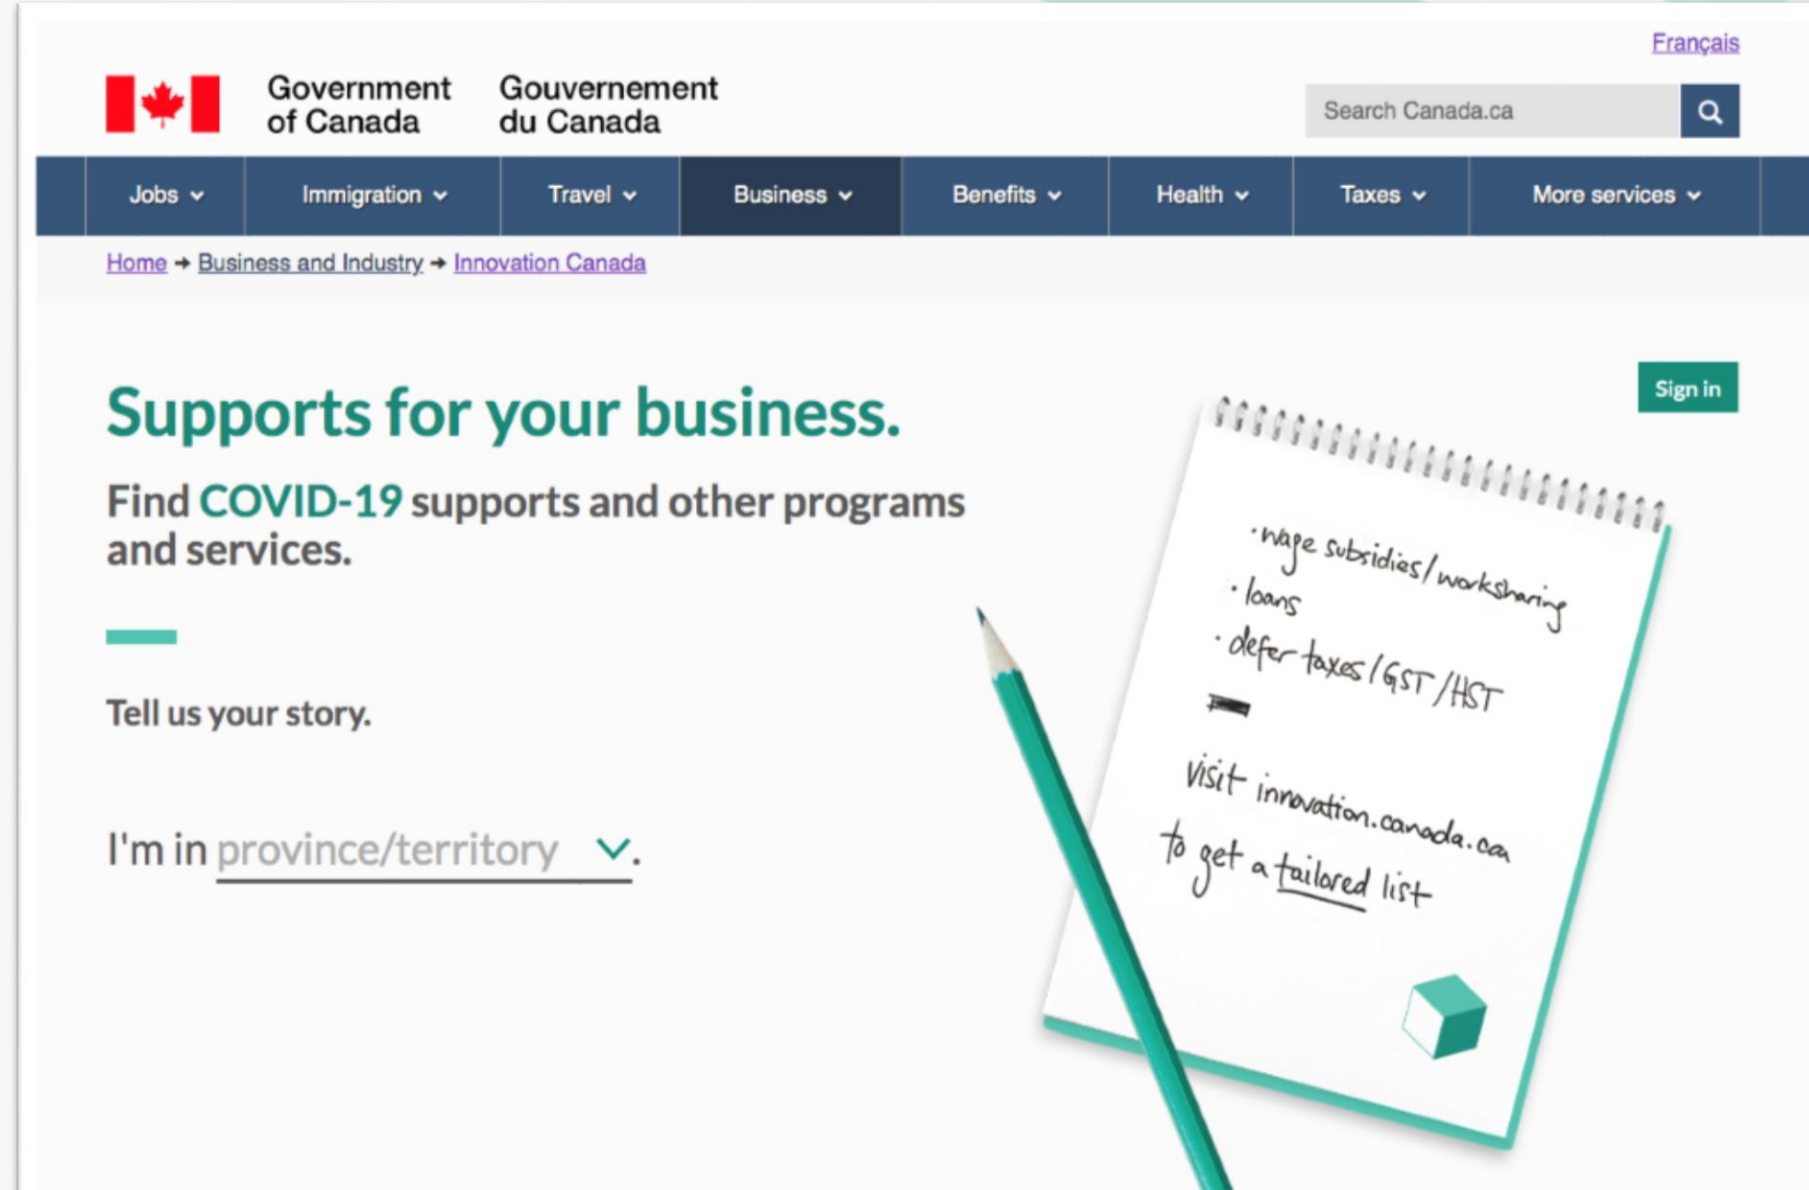 Français
Government
of Canada
Gouvernement
du Canada
Search Canada.ca
Jobs Immigration Travel Business Benefits Health Taxes More services
Home → Business and Industry → Innovation Canada
Sign in
Supports for your business.
Find COVID-19 supports and other programs
and services.
Tell us your story.
I'm in province/territory .
· wage subsidies/worksharing
· loans
· defer taxes/GST/HST
visit innovation.canada.ca
to get a tailored list